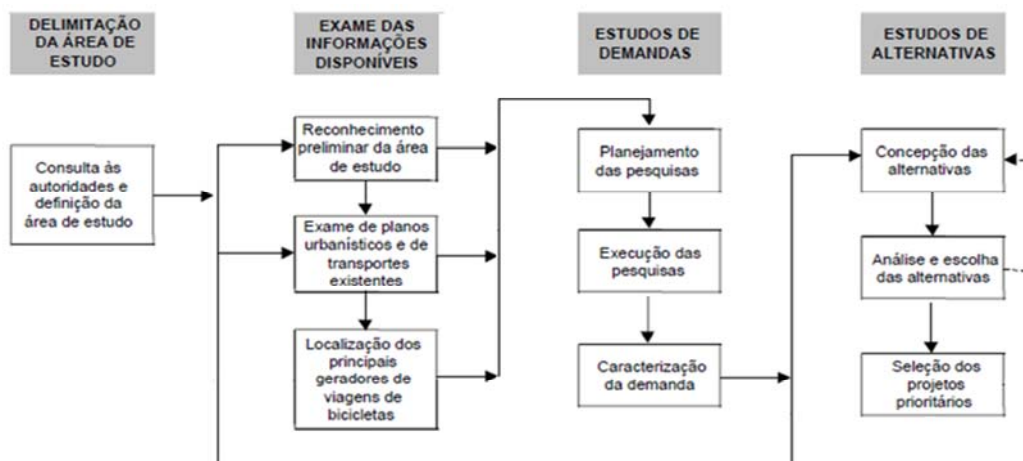 DELIMITAÇÃO
DA ÁREA DE
ESTUDO
EXAME DAS
INFORMAÇÕES
DISPONÍVEIS
ESTUDOS DE
DEMANDAS
ESTUDOS DE
ALTERNATIVAS
Consulta às
autoridades e
definição da
área de estudo
Reconhecimento
preliminar da área
de estudo
Exame de planos
urbanísticos e de
transportes
existentes
Localização dos
principais
geradores de
viagens de
bicicletas
Planejamento
das pesquisas
Execução das
pesquisas
Caracterização
da demanda
Concepção das
alternativas
Análise e escolha
das alternativas
Seleção dos
projetos
prioritários